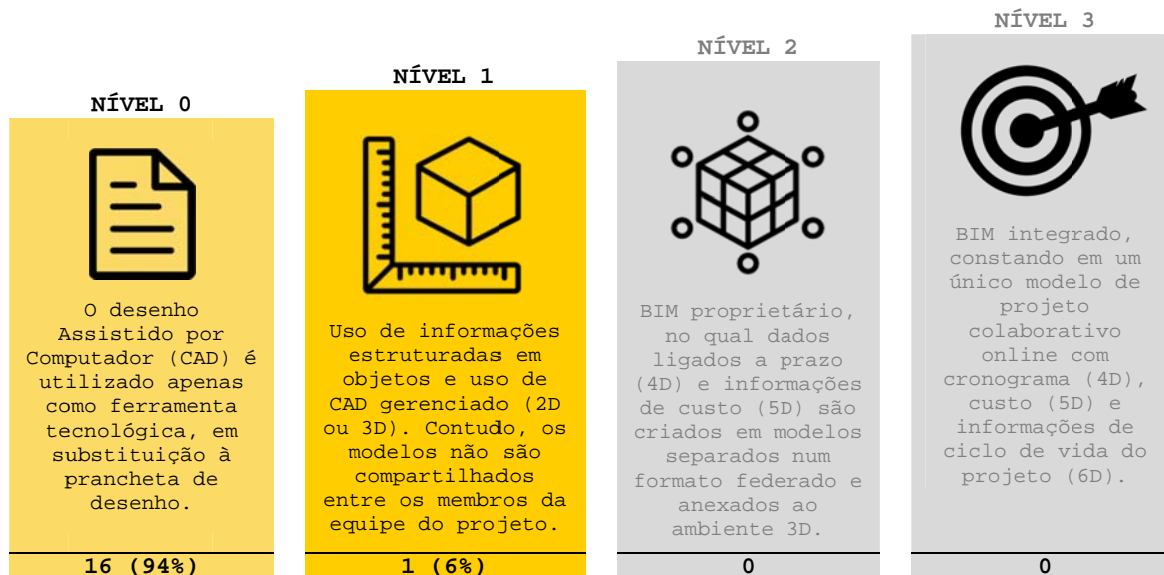 NÍVEL 0
O desenho
Assistido por
Computador (CAD) é
utilizado apenas
como ferramenta
tecnológica, em
substituição à
prancheta de
desenho.
16 (94%)
NÍVEL 1
Uso de informações
estruturadas em
objetos e uso de
CAD gerenciado (2D
ou 3D). Contudo, os
modelos não são
compartilhados
entre os membros da
equipe do projeto.
1 (6%)
NÍVEL 2
BIM proprietário,
no qual dados
ligados a prazo
(4D) e informações
de custo (5D) são
criados em modelos
separados num
formato federado e
anexados ao
ambiente 3D.
0
NÍVEL 3
BIM integrado,
constando em um
único modelo de
projeto
colaborativo
online com
cronograma (4D),
custo (5D) e
informações de
ciclo de vida do
projeto (6D).
0